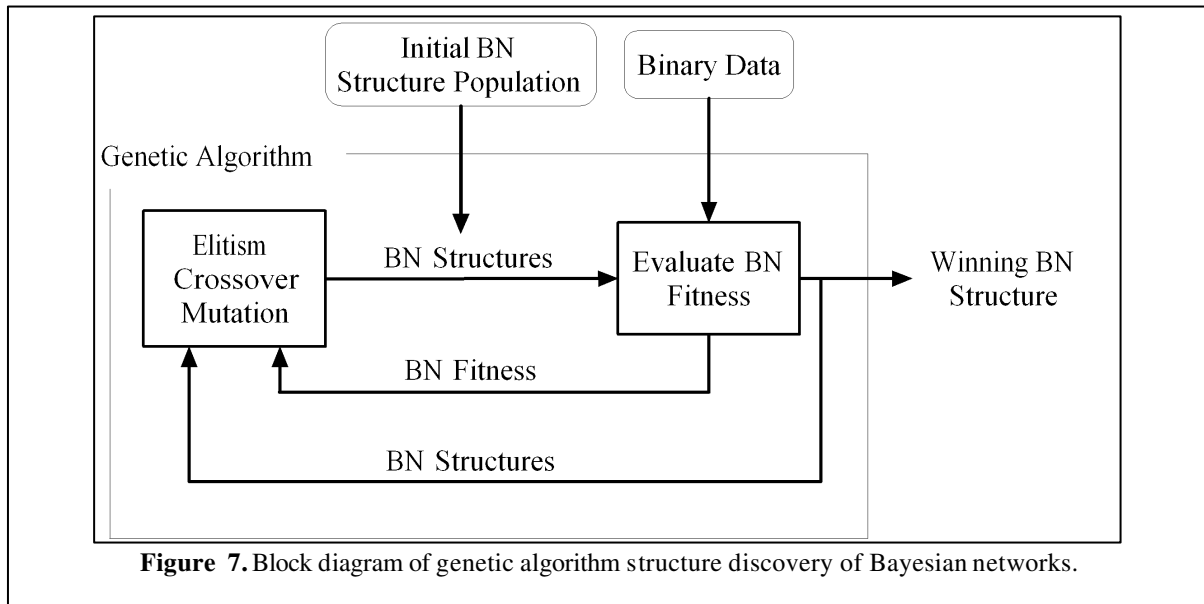 Initial BN
Structure Population
Binary Data
Genetic Algorithm
Elitism
Crossover
Mutation
BN Structures
Evaluate BN
Fitness
Winning BN
Structure
BN Fitness
BN Structures
Figure 7. Block diagram of genetic algorithm structure discovery of Bayesian networks.